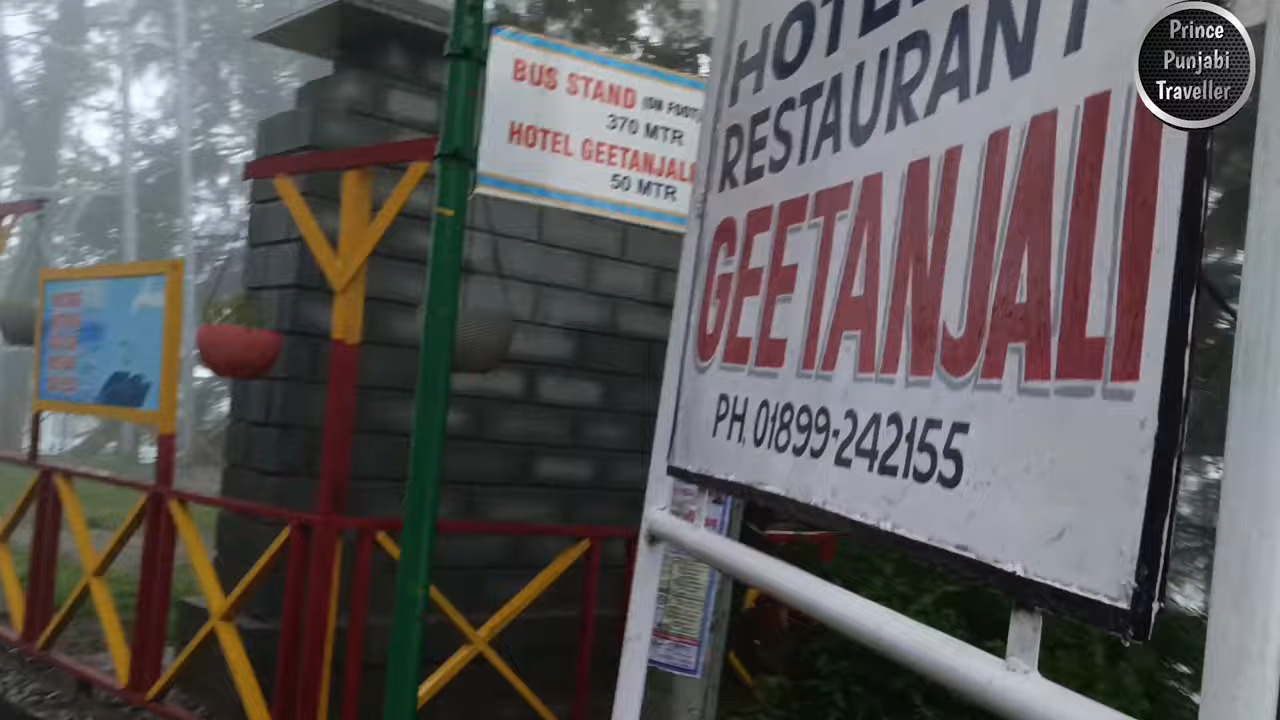 BUS STAND (ON FOOT)
370 MTR
HOTEL GEETANJALI
50 MTR
HOTEL
RESTAURANT
GEETANJALI
PH. 01899-242155
Prince
Punjabi
Traveller